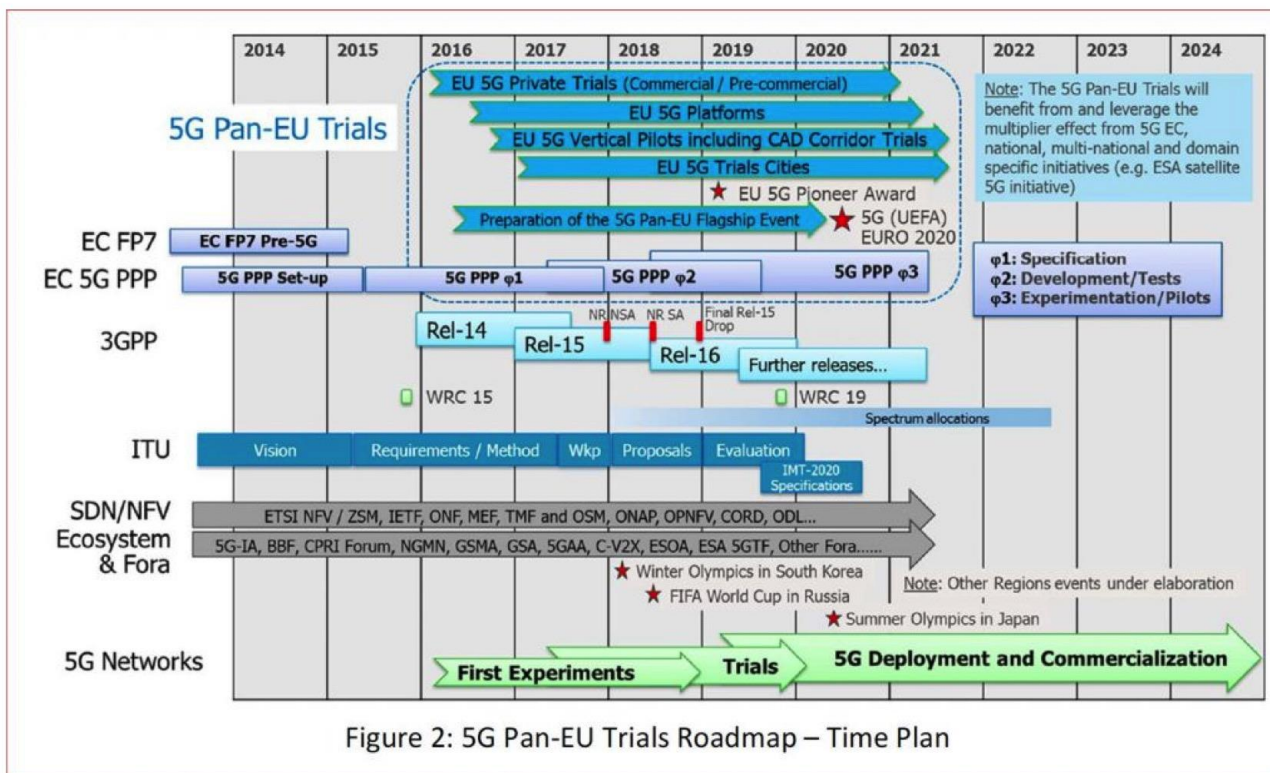 2014 2015 2016 2017 2018 2019 2020 2021 2022 2023 2024
5G Pan-EU Trials
EU 5G Private Trials (Commercial / Pre-commercial)
EU 5G Platforms
EU 5G Vertical Pilots including CAD Corridor Trials
EU 5G Trials Cities
EU 5G Pioneer Award
Preparation of the 5G Pan-EU Flagship Event
5G (UEFA)
EURO 2020
Note: The 5G Pan-EU Trials will
benefit from and leverage the
multiplier effect from 5G EC,
national, multi-national and domain
specific initiatives (e.g. ESA satellite
5G initiative)
EC FP7
EC FP7 Pre-5G
EC 5G PPP
5G PPP Set-up
5G PPP φ1
5G PPP φ2
5G PPP φ3
φ1: Specification
φ2: Development/Tests
φ3: Experimentation/Pilots
3GPP
Rel-14
Rel-15
NR NSA
NR SA
Final Rel-15
Drop
Rel-16
Further releases...
WRC 15
WRC 19
Spectrum allocations
ITU
Vision
Requirements / Method
Wkp
Proposals
Evaluation
IMT-2020
Specifications
SDN/NFV
ETSI NFV / ZSM, IETF, ONF, MEF, TMF and OSM, ONAP, OPNFV, CORD, ODL...
Ecosystem
& Fora
5G-IA, BBF, CPRI Forum, NGMN, GSMA, GSA, 5GAA, C-V2X, ESOA, ESA 5GTF, Other Fora......
Winter Olympics in South Korea
FIFA World Cup in Russia
Note: Other Regions events under elaboration
Summer Olympics in Japan
5G Networks
First Experiments
Trials
5G Deployment and Commercialization
Figure 2: 5G Pan-EU Trials Roadmap – Time Plan